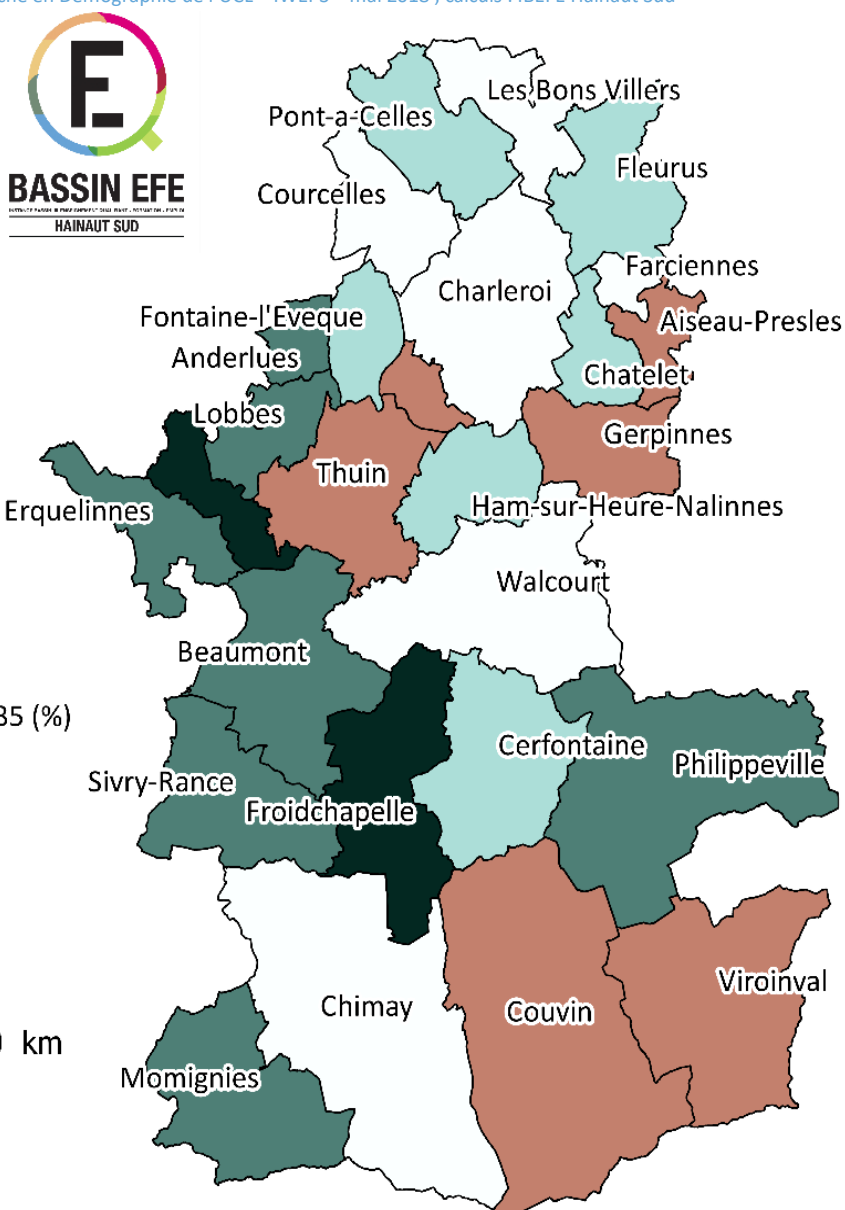 BASSIN EFE
HAINAUT SUD
Les Bons Villers
Pont-a-Celles
Fleurus
Courcelles
Farciennes
Charleroi
Fontaine-l'Eveque
Aiseau-Presles
Anderlues
Chatelet
Lobbes
Gerpinnes
Thuin
Ham-sur-Heure-Nalinnes
Erquelinnes
Walcourt
Beaumont
35 (%)
Cerfontaine
Philippeville
Sivry-Rance
Froidchapelle
Viroinval
Chimay
Couvin
km
Momignies